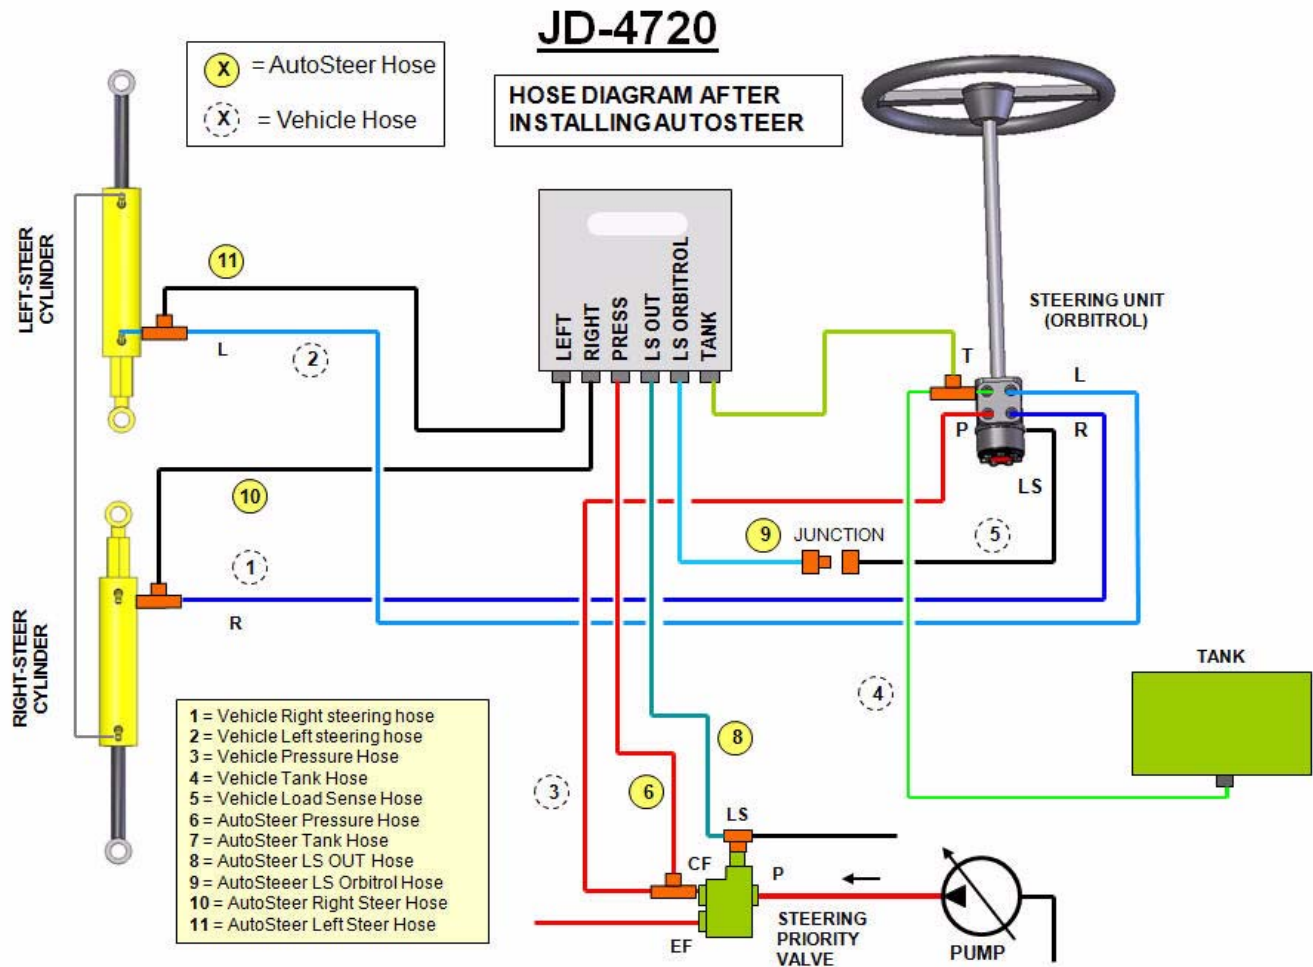 JD-4720
X = AutoSteer Hose
X = Vehicle Hose
HOSE DIAGRAM AFTER
INSTALLING AUTOSTEER
LEFT-STEER
CYLINDER
11
L
2
LEFT
RIGHT
PRESS
LS OUT
LS ORBITROL
TANK
STEERING UNIT
(ORBITROL)
T
L
P
R
LS
10
9
JUNCTION
5
1
R
RIGHT-STEER
CYLINDER
TANK
4
1 = Vehicle Right steering hose
2 = Vehicle Left steering hose
3 = Vehicle Pressure Hose
4 = Vehicle Tank Hose
5 = Vehicle Load Sense Hose
6 = AutoSteer Pressure Hose
7 = AutoSteer Tank Hose
8 = AutoSteer LS OUT Hose
9 = AutoSteeer LS Orbitrol Hose
10 = AutoSteer Right Steer Hose
11 = AutoSteer Left Steer Hose
8
3
6
LS
CF
P
EF
STEERING
PRIORITY
VALVE
PUMP